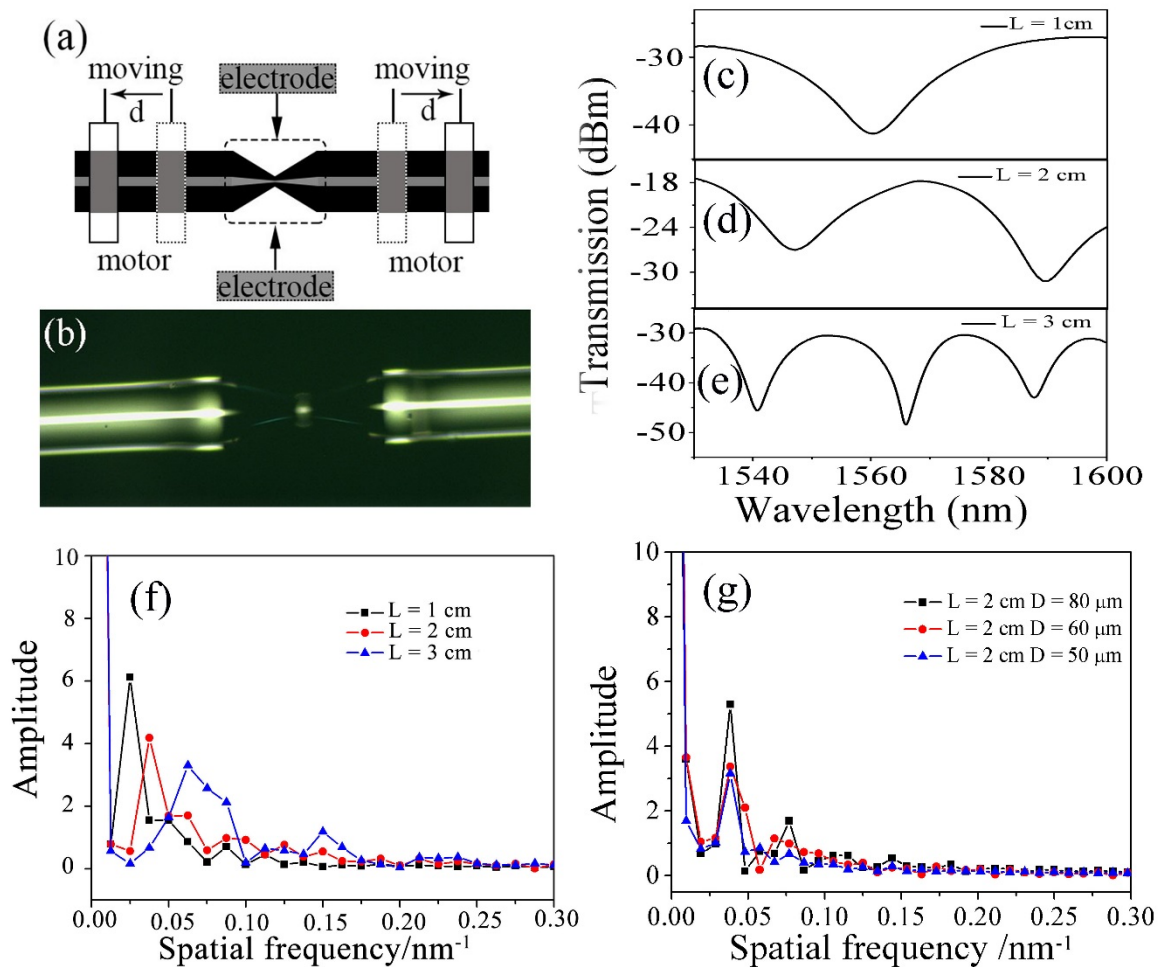 (a)
moving
d
electrode
moving
d
motor
motor
electrode
(b)
Transmission (dBm)
L = 1cm
-30
(c)
-40
L = 2 cm
-18
-24
(d)
-30
L = 3 cm
-30
-40
(e)
-50
1540 1560 1580 1600
Wavelength (nm)
(f)
10
8
6
4
2
0
Amplitude
L = 1 cm
L = 2 cm
L = 3 cm
0.00 0.05 0.10 0.15 0.20 0.25 0.30
Spatial frequency/nm-1
(g)
10
8
6
4
2
0
Amplitude
L = 2 cm D = 80 μm
L = 2 cm D = 60 μm
L = 2 cm D = 50 μm
0.00 0.05 0.10 0.15 0.20 0.25 0.30
Spatial frequency /nm-1